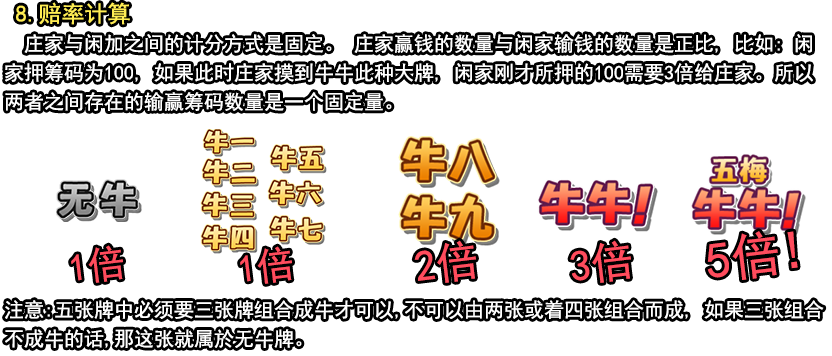 8.赔率计算
庄家与闲加之间的计分方式是固定。 庄家赢钱的数量与闲家输钱的数量是正比, 比如: 闲
家押筹码为100, 如果此时庄家摸到牛牛此种大牌, 闲家刚才所押的100需要3倍给庄家。所以
两者之间存在的输赢筹码数量是一个固定量。
无牛
1倍
牛一
牛二
牛三
牛四
牛五
牛六
牛七
1倍
牛八
牛九
2倍
牛牛!
3倍
五梅
牛牛!
5倍!
注意:五张牌中必须要三张牌组合成牛才可以,不可以由两张或着四张组合而成, 如果三张组合
不成牛的话,那这张就属於无牛牌。